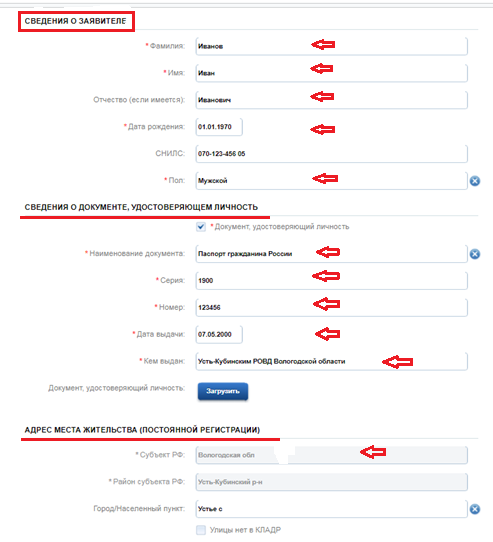 СВЕДЕНИЯ О ЗАЯВИТЕЛЕ
* Фамилия: Иванов
* Имя: Иван
Отчество (если имеется): Иванович
* Дата рождения: 01.01.1970
СНИЛС: 070-123-456 05
* Пол: Мужской
СВЕДЕНИЯ О ДОКУМЕНТЕ, УДОСТОВЕРЯЮЩЕМ ЛИЧНОСТЬ
* Документ, удостоверяющий личность
* Наименование документа: Паспорт гражданина России
* Серия: 1900
* Номер: 123456
* Дата выдачи: 07.05.2000
* Кем выдан: Усть-Кубинским РОВД Вологодской области
Документ, удостоверяющий личность: Загрузить
АДРЕС МЕСТА ЖИТЕЛЬСТВА (ПОСТОЯННОЙ РЕГИСТРАЦИИ)
* Субъект РФ: Вологодская обл
* Район субъекта РФ: Усть-Кубинский р-н
Город/Населенный пункт: Устье с
Улицы нет в КЛАДР